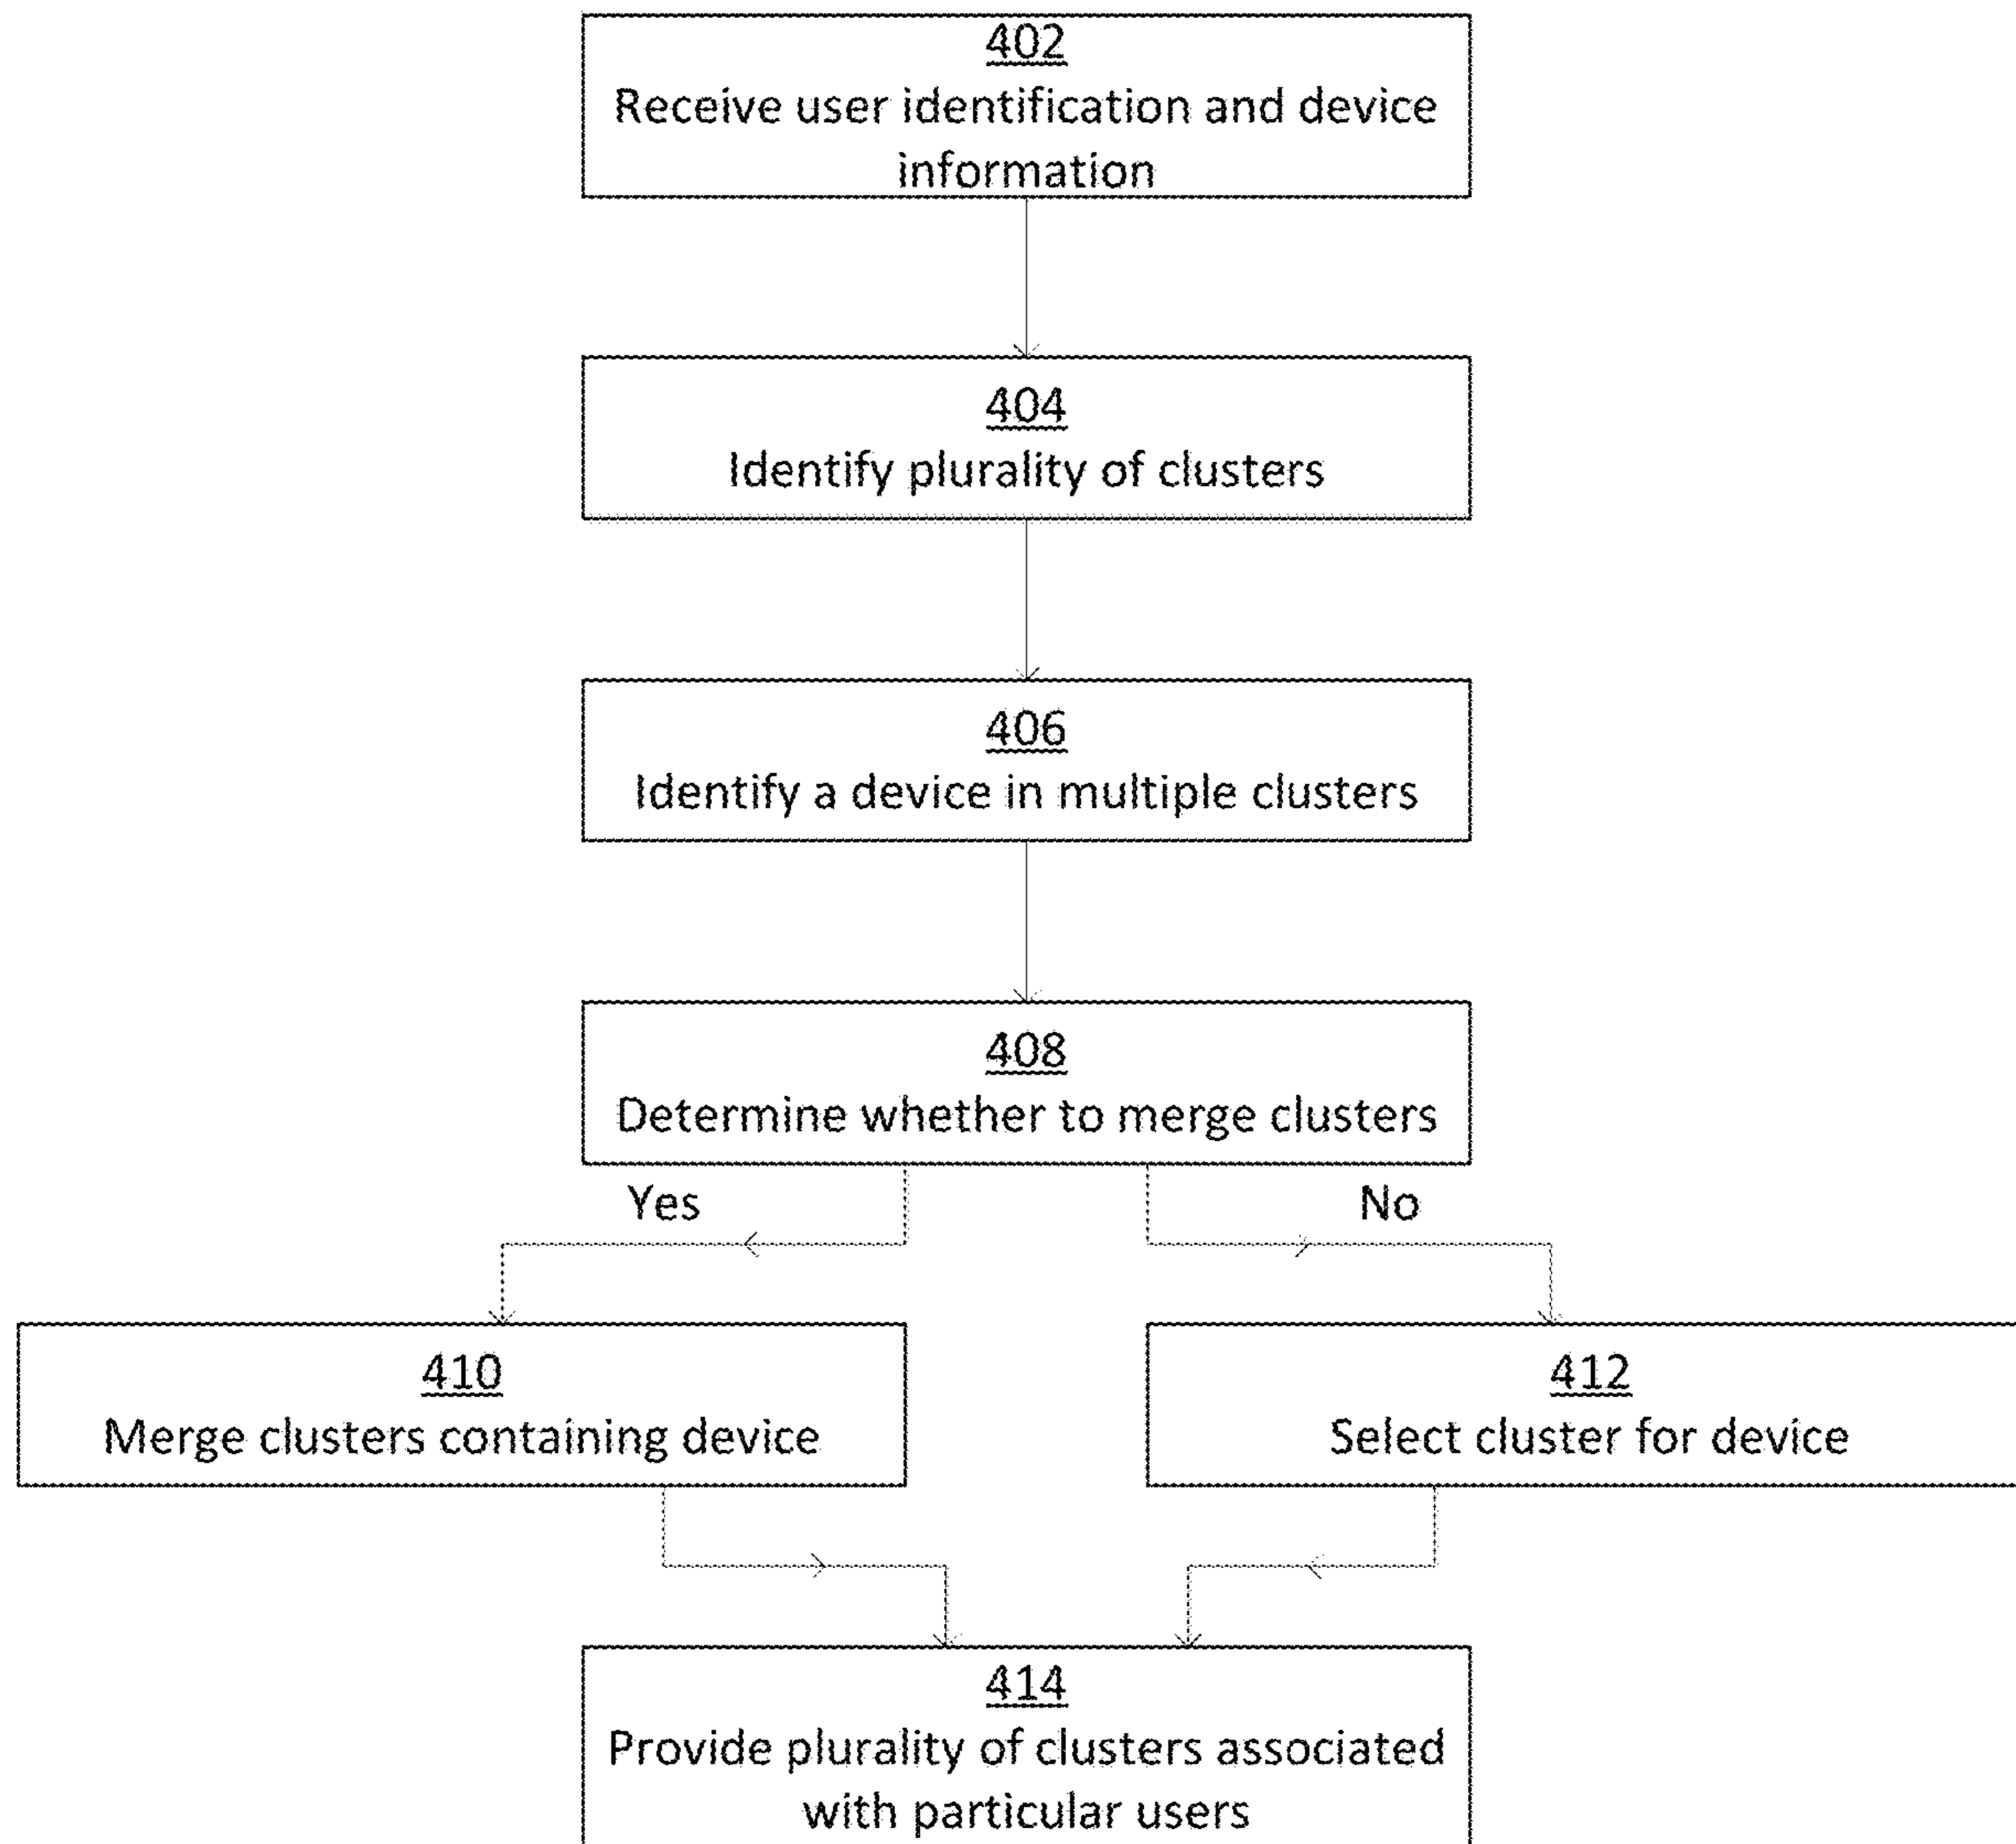 402
Receive user identification and device
information
404
Identify plurality of clusters
406
Identify a device in multiple clusters
408
Determine whether to merge clusters
Yes
No
410
Merge clusters containing device
412
Select cluster for device
414
Provide plurality of clusters associated
with particular users